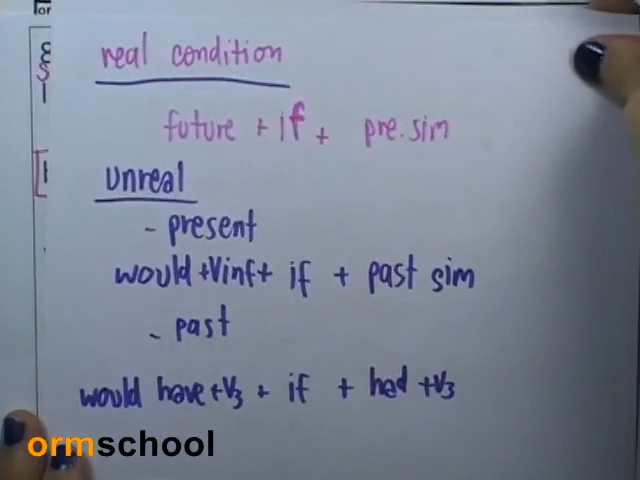 real condition
future + if + pre.sim
unreal
- present
would +Vinf+ if + past sim
- past
would have +V3 + if + had +V3
ormschool